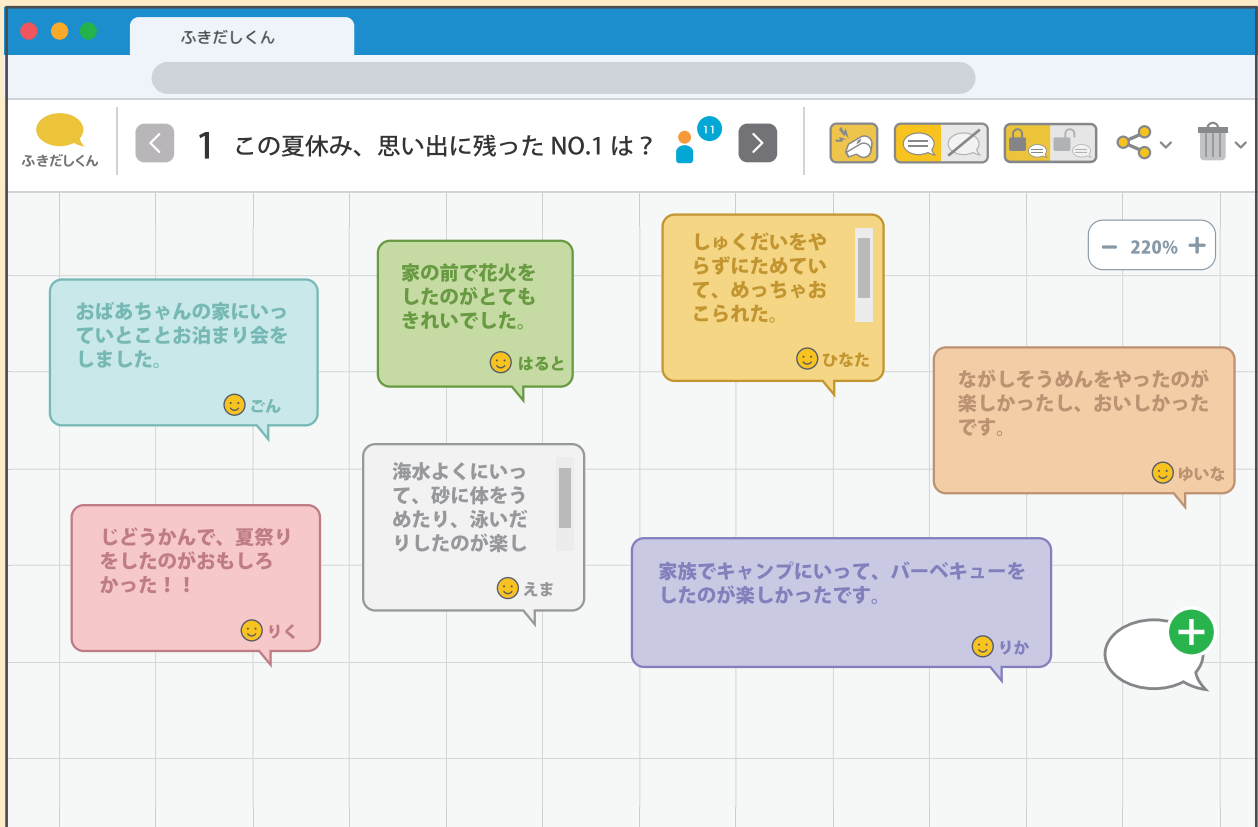 ふきだしくん
ふきだしくん
1 この夏休み、思い出に残った NO.1 は？
11
220%
おばあちゃんの家にいっ
ていとことお泊まり会を
しました。
ごん
家の前で花火を
したのがとても
きれいでした。
はると
しゅくだいをや
らずにためてい
て、めっちゃお
こられた。
ひなた
ながしそうめんをやったのが
楽しかったし、おいしかった
です。
ゆいな
じどうかんで、夏祭り
をしたのがおもしろ
かった！！
りく
海水よくにいっ
て、砂に体をう
めたり、泳いだ
りしたのが楽し
えま
家族でキャンプにいって、バーベキューを
したのが楽しかったです。
りか